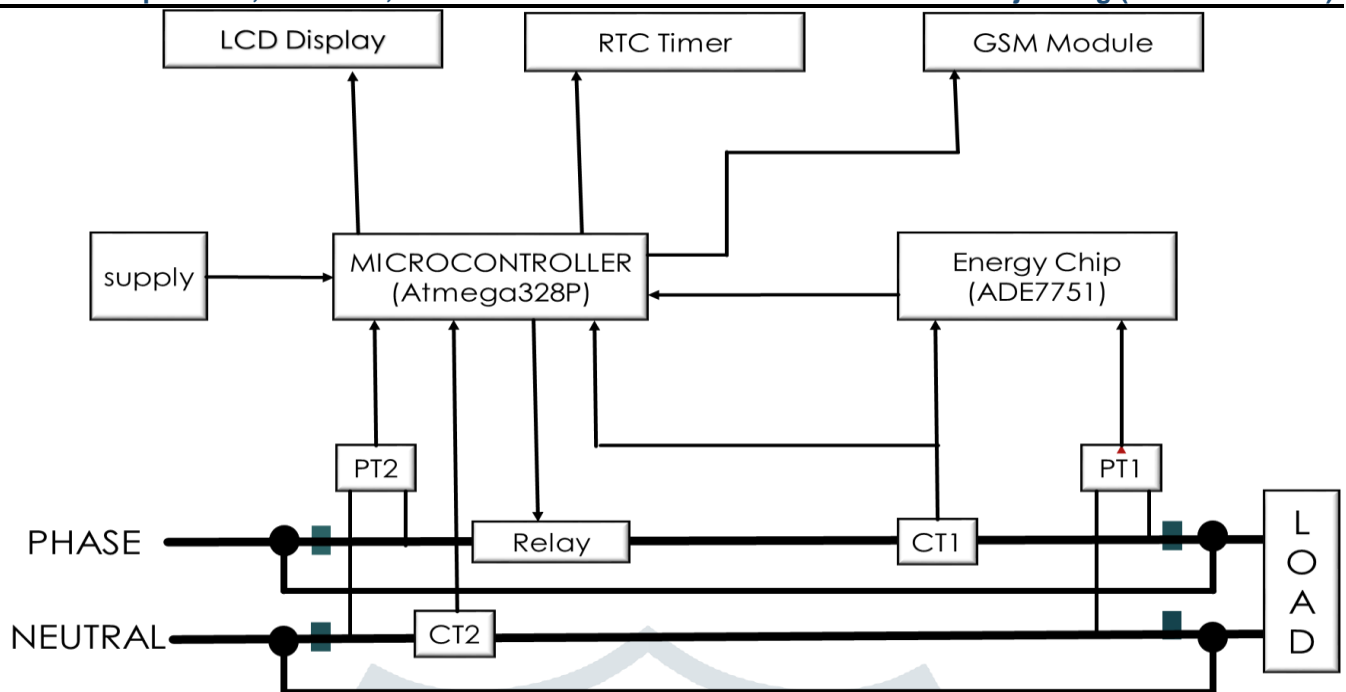 LCD Display
RTC Timer
GSM Module
supply
MICROCONTROLLER
(Atmega328P)
Energy Chip
(ADE7751)
PT2
PT1
PHASE
Relay
CT1
NEUTRAL
CT2
L
O
A
D